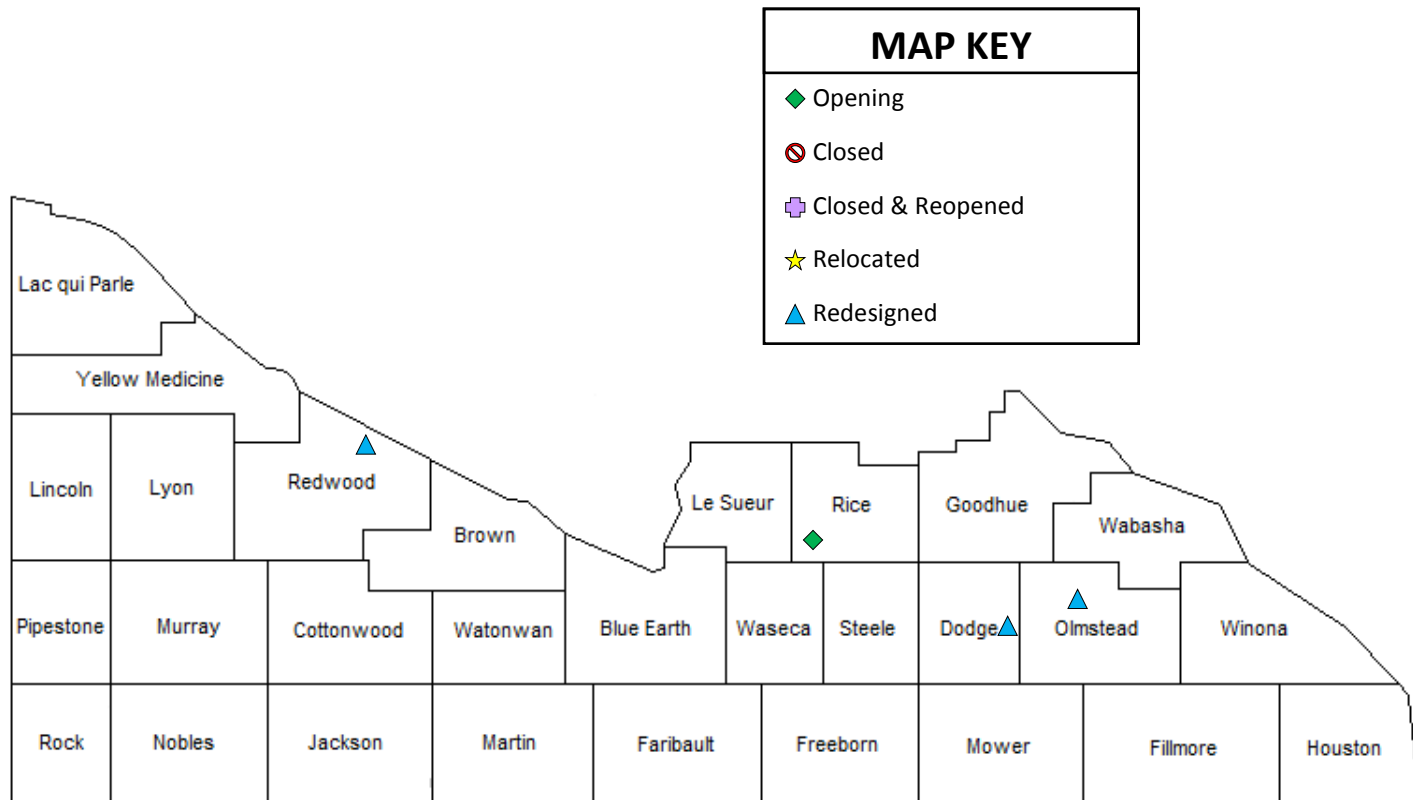 MAP KEY
Opening
Closed
Closed & Reopened
Relocated
Redesigned
Lac qui Parle
Yellow Medicine
Lincoln
Lyon
Redwood
Brown
Le Sueur
Rice
Goodhue
Wabasha
Pipestone
Murray
Cottonwood
Watonwan
Blue Earth
Waseca
Steele
Dodge
Olmstead
Winona
Rock
Nobles
Jackson
Martin
Faribault
Freeborn
Mower
Fillmore
Houston